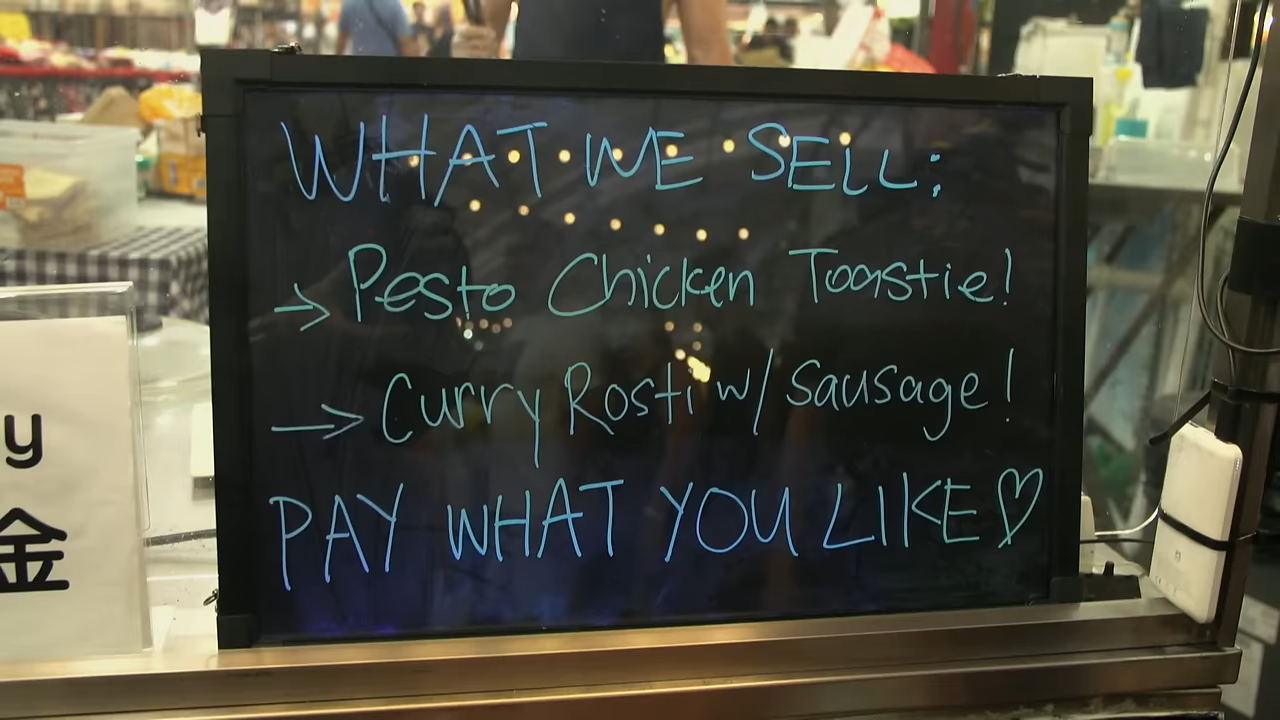 WHAT WE SELL:
→ Pesto Chicken Toastie!
→ Curry Rosti w/ Sausage!
PAY WHAT YOU LIKE♡
y
金